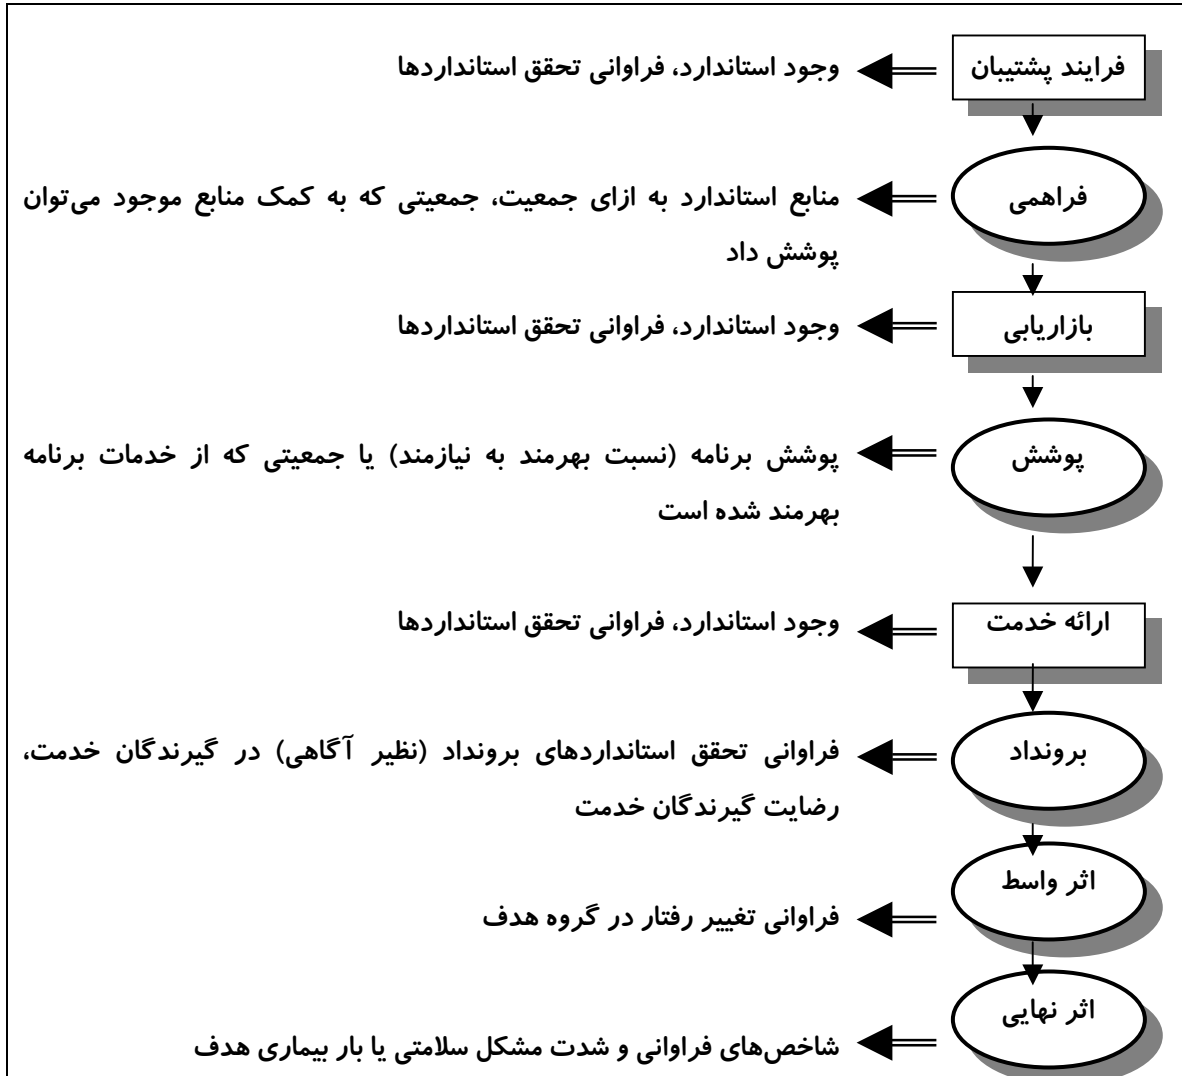 فرایند پشتیبان
وجود استاندارد، فراوانی تحقق استانداردها
فراهمی
منابع استاندارد به ازای جمعیت، جمعیتی که به کمک منابع موجود می‌توان
پوشش داد
بازاریابی
وجود استاندارد، فراوانی تحقق استانداردها
پوشش
پوشش برنامه (نسبت بهرمند به نیازمند) یا جمعیتی که از خدمات برنامه
بهرمند شده است
ارائه خدمت
وجود استاندارد، فراوانی تحقق استانداردها
برونداد
فراوانی تحقق استانداردهای برونداد (نظیر آگاهی) در گیرندگان خدمت،
رضایت گیرندگان خدمت
اثر واسط
فراوانی تغییر رفتار در گروه هدف
اثر نهایی
شاخص‌های فراوانی و شدت مشکل سلامتی یا بار بیماری هدف